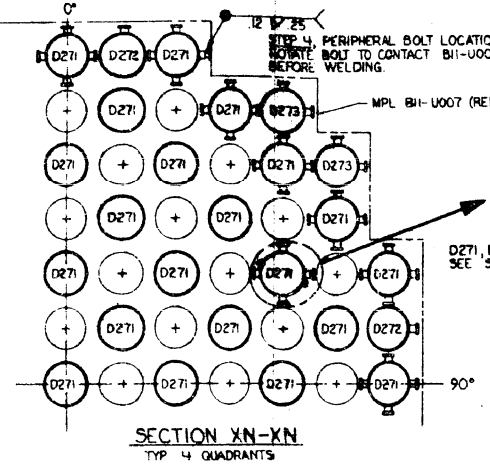 0°
.12 25
STEP 4, PERIPHERAL BOLT LOCATIO
ROTATE BOLT TO CONTACT B11-U00
BEFORE WELDING.
D271 D272 D271
MPL B11-U007 (RE
D271 D271 D273
D271 D271 D271 D273
D271 D271 D271
D271, 
SEE S
D271 D271 D271 D271
D271 D271 D271 D272
D271 D271 D271 D271
90°
SECTION XN-XN
TYP 4 QUADRANTS